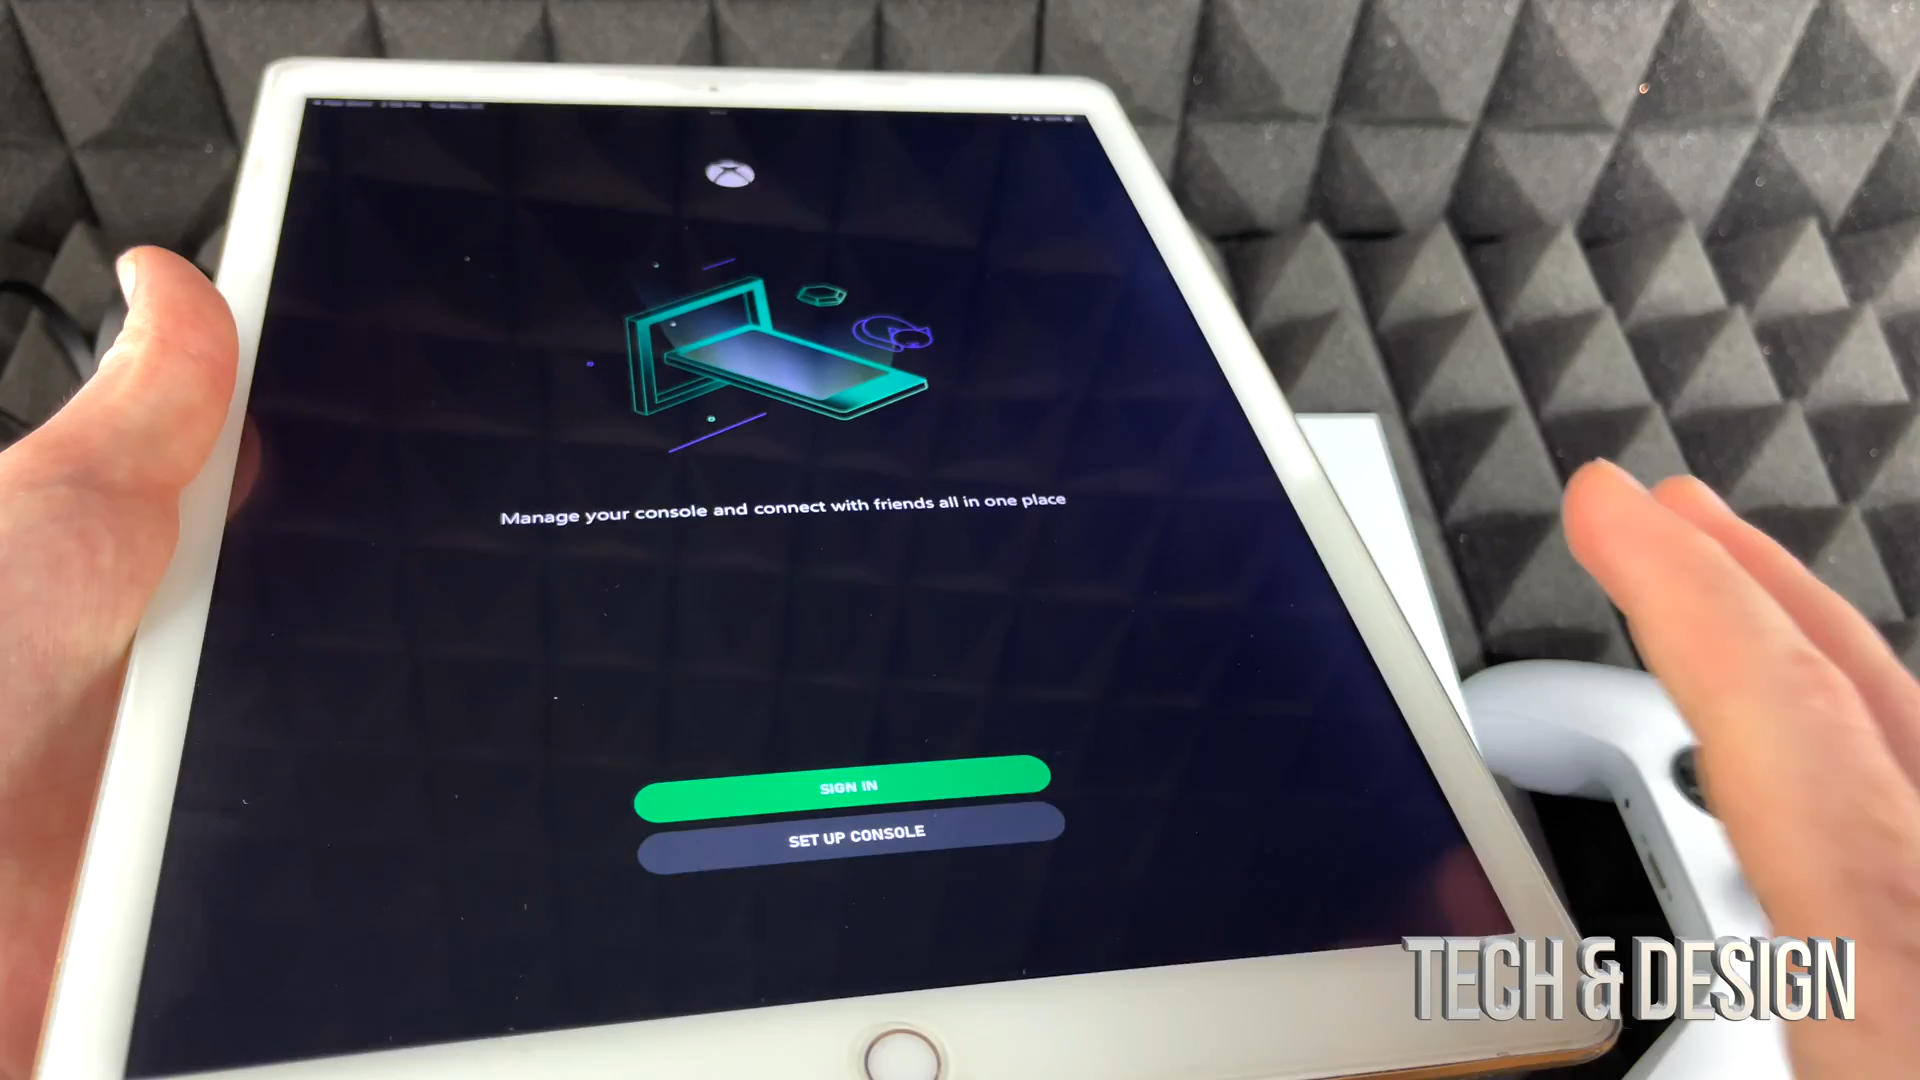 Manage your console and connect with friends all in one place
SIGN IN
SET UP CONSOLE
TECH & DESIGN